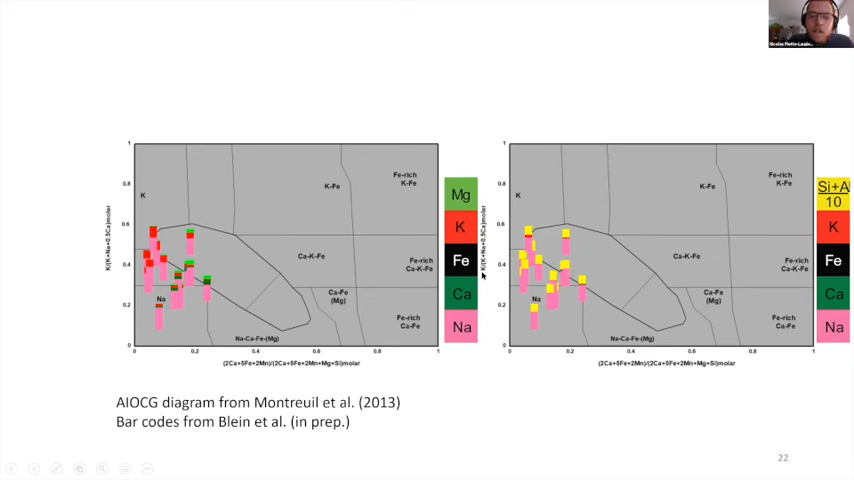 1
0.8
0.6
0.4
0.2
0
K/(K+Na+0.5Ca)molar
K
K-Fe
Fe-rich
K-Fe
Ca-K-Fe
Fe-rich
Ca-K-Fe
Na
Ca-Fe
(Mg)
Fe-rich
Ca-Fe
Na-Ca-Fe-(Mg)
0
0.2
0.4
0.6
0.8
1
(2Ca+5Fe+2Mn)/(2Ca+5Fe+2Mn+Mg+Si)molar
Mg
K
Fe
Ca
Na
1
0.8
0.6
0.4
0.2
0
K/(K+Na+0.5Ca)molar
K
K-Fe
Fe-rich
K-Fe
Ca-K-Fe
Fe-rich
Ca-K-Fe
Na
Ca-Fe
(Mg)
Fe-rich
Ca-Fe
Na-Ca-Fe-(Mg)
0
0.2
0.4
0.6
0.8
1
(2Ca+5Fe+2Mn)/(2Ca+5Fe+2Mn+Mg+Si)molar
Si+Al
10
K
Fe
Ca
Na
AIOCG diagram from Montreuil et al. (2013)
Bar codes from Blein et al. (in prep.)
22